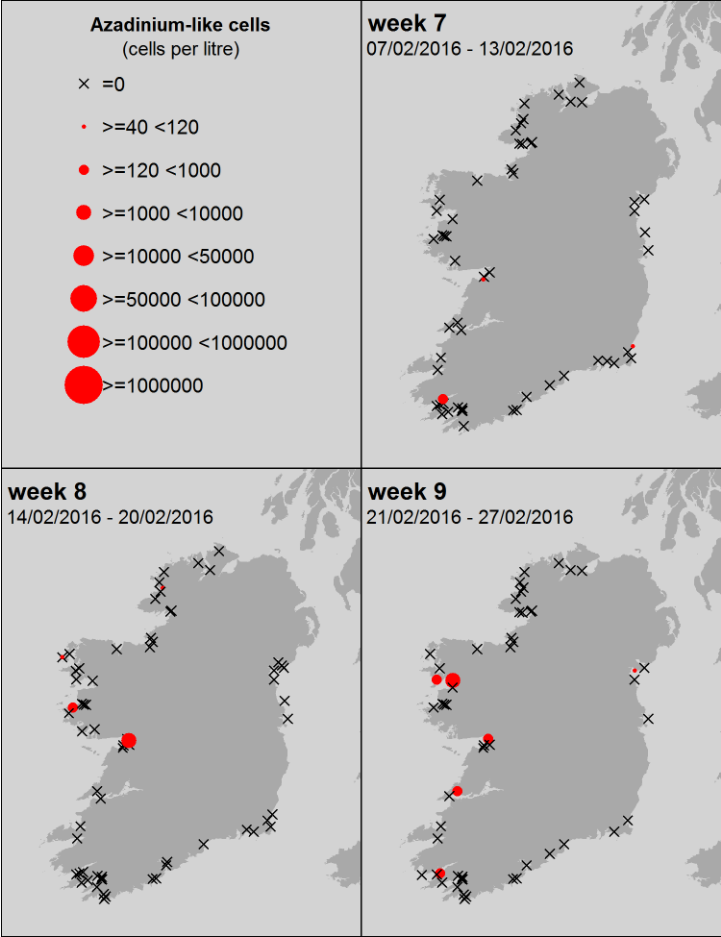 Azadinium-like cells
(cells per litre)
=0
>=40 <120
>=120 <1000
>=1000 <10000
>=10000 <50000
>=50000 <100000
>=100000 <1000000
>=1000000
week 7
07/02/2016 - 13/02/2016
week 8
14/02/2016 - 20/02/2016
week 9
21/02/2016 - 27/02/2016